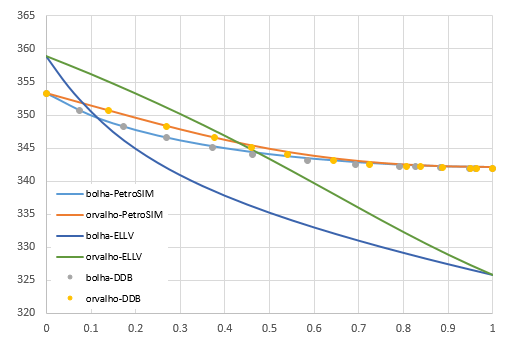 365
360
355
350
345
340
335
330
325
320
bolha-PetroSIM
orvalho-PetroSIM
bolha-ELLV
orvalho-ELLV
bolha-DDB
orvalho-DDB
0 0.1 0.2 0.3 0.4 0.5 0.6 0.7 0.8 0.9 1